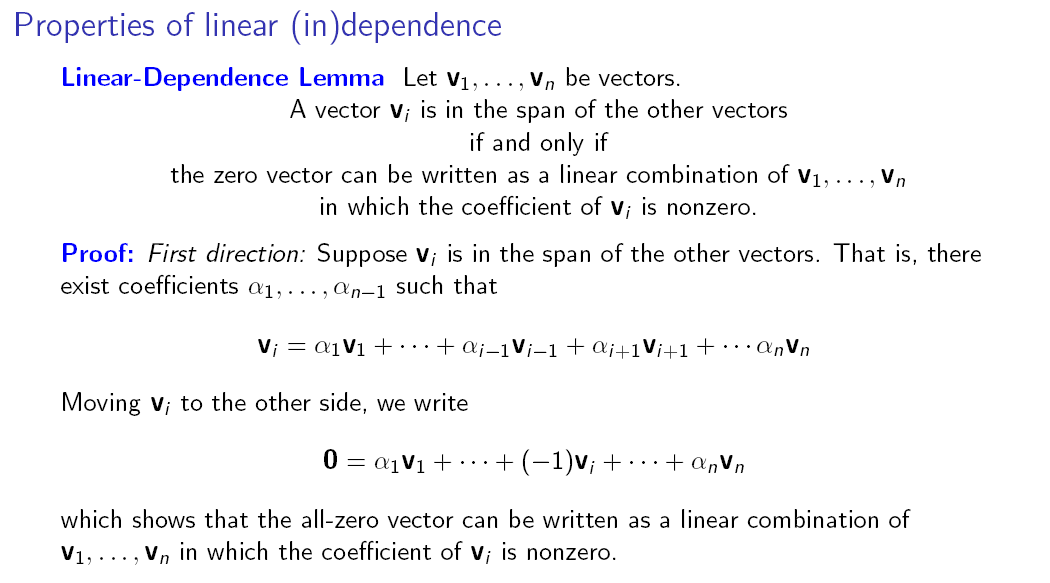 Properties of linear (in)dependence
Linear-Dependence Lemma Let v₁, . . . , vₙ be vectors.
A vector vᵢ is in the span of the other vectors
if and only if
the zero vector can be written as a linear combination of v₁, . . . , vₙ
in which the coefficient of vᵢ is nonzero.
Proof: First direction: Suppose vᵢ is in the span of the other vectors. That is, there
exist coefficients α₁, . . . , αₙ₋₁ such that
vᵢ = α₁v₁ + · · · + αᵢ₋₁vᵢ₋₁ + αᵢ₊₁vᵢ₊₁ + · · · αₙvₙ
Moving vᵢ to the other side, we write
0 = α₁v₁ + · · · + (−1)vᵢ + · · · + αₙvₙ
which shows that the all-zero vector can be written as a linear combination of
v₁, . . . , vₙ in which the coefficient of vᵢ is nonzero.